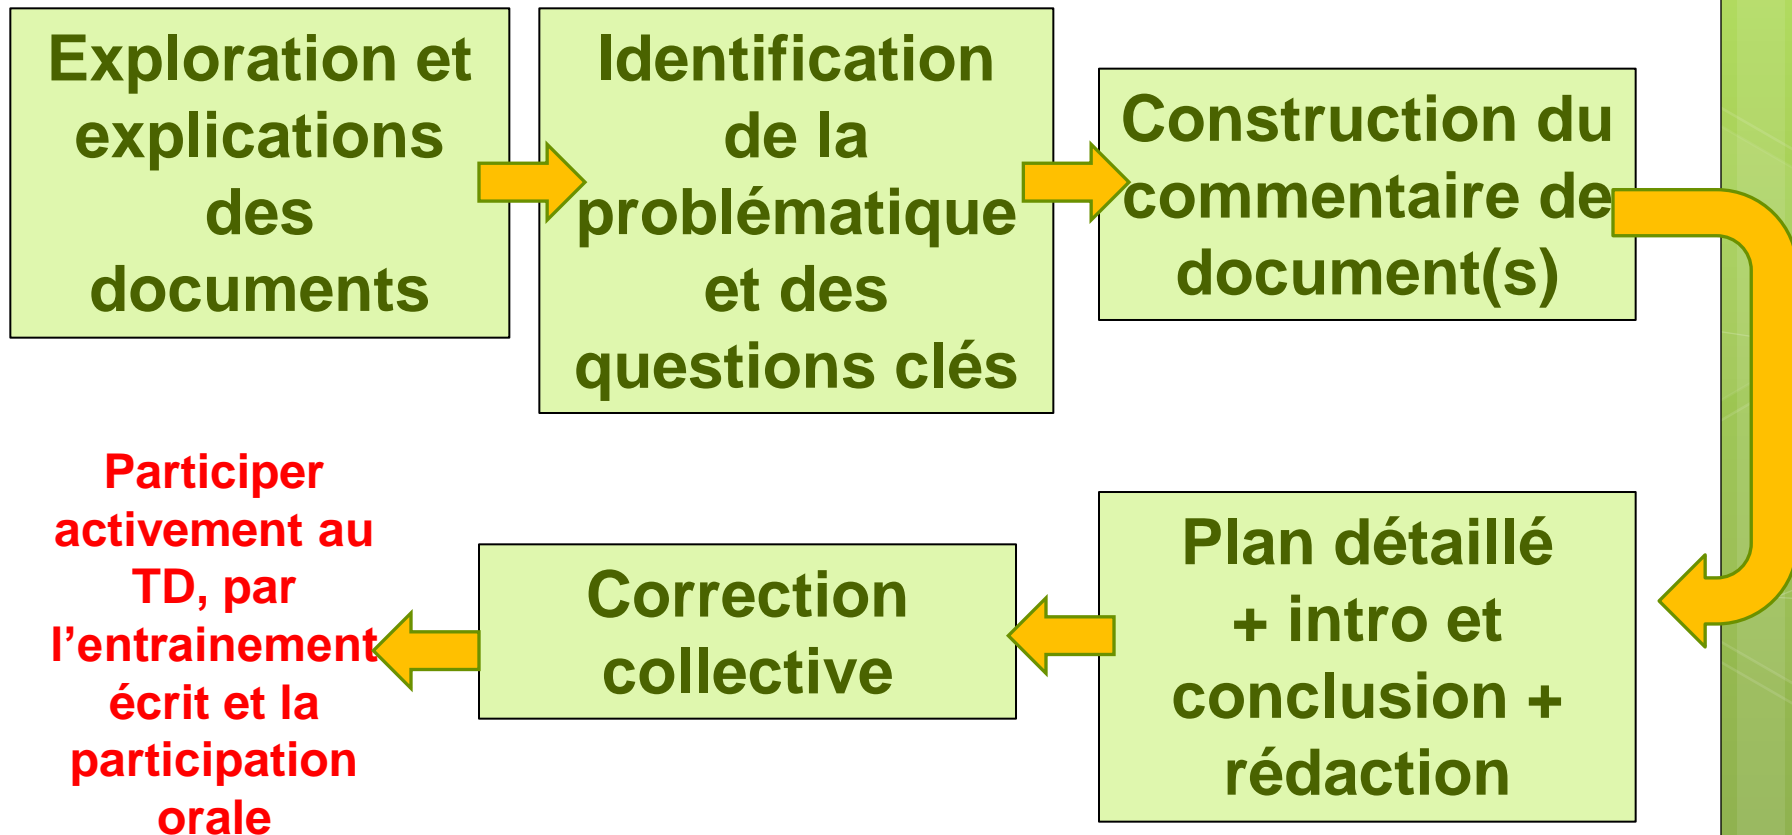 Exploration et
explications
des
documents
Identification
de la
problématique
et des
questions clés
Construction du
commentaire de
document(s)
Plan détaillé
+ intro et
conclusion +
rédaction
Correction
collective
Participer
activement au
TD, par
l’entrainement
écrit et la
participation
orale